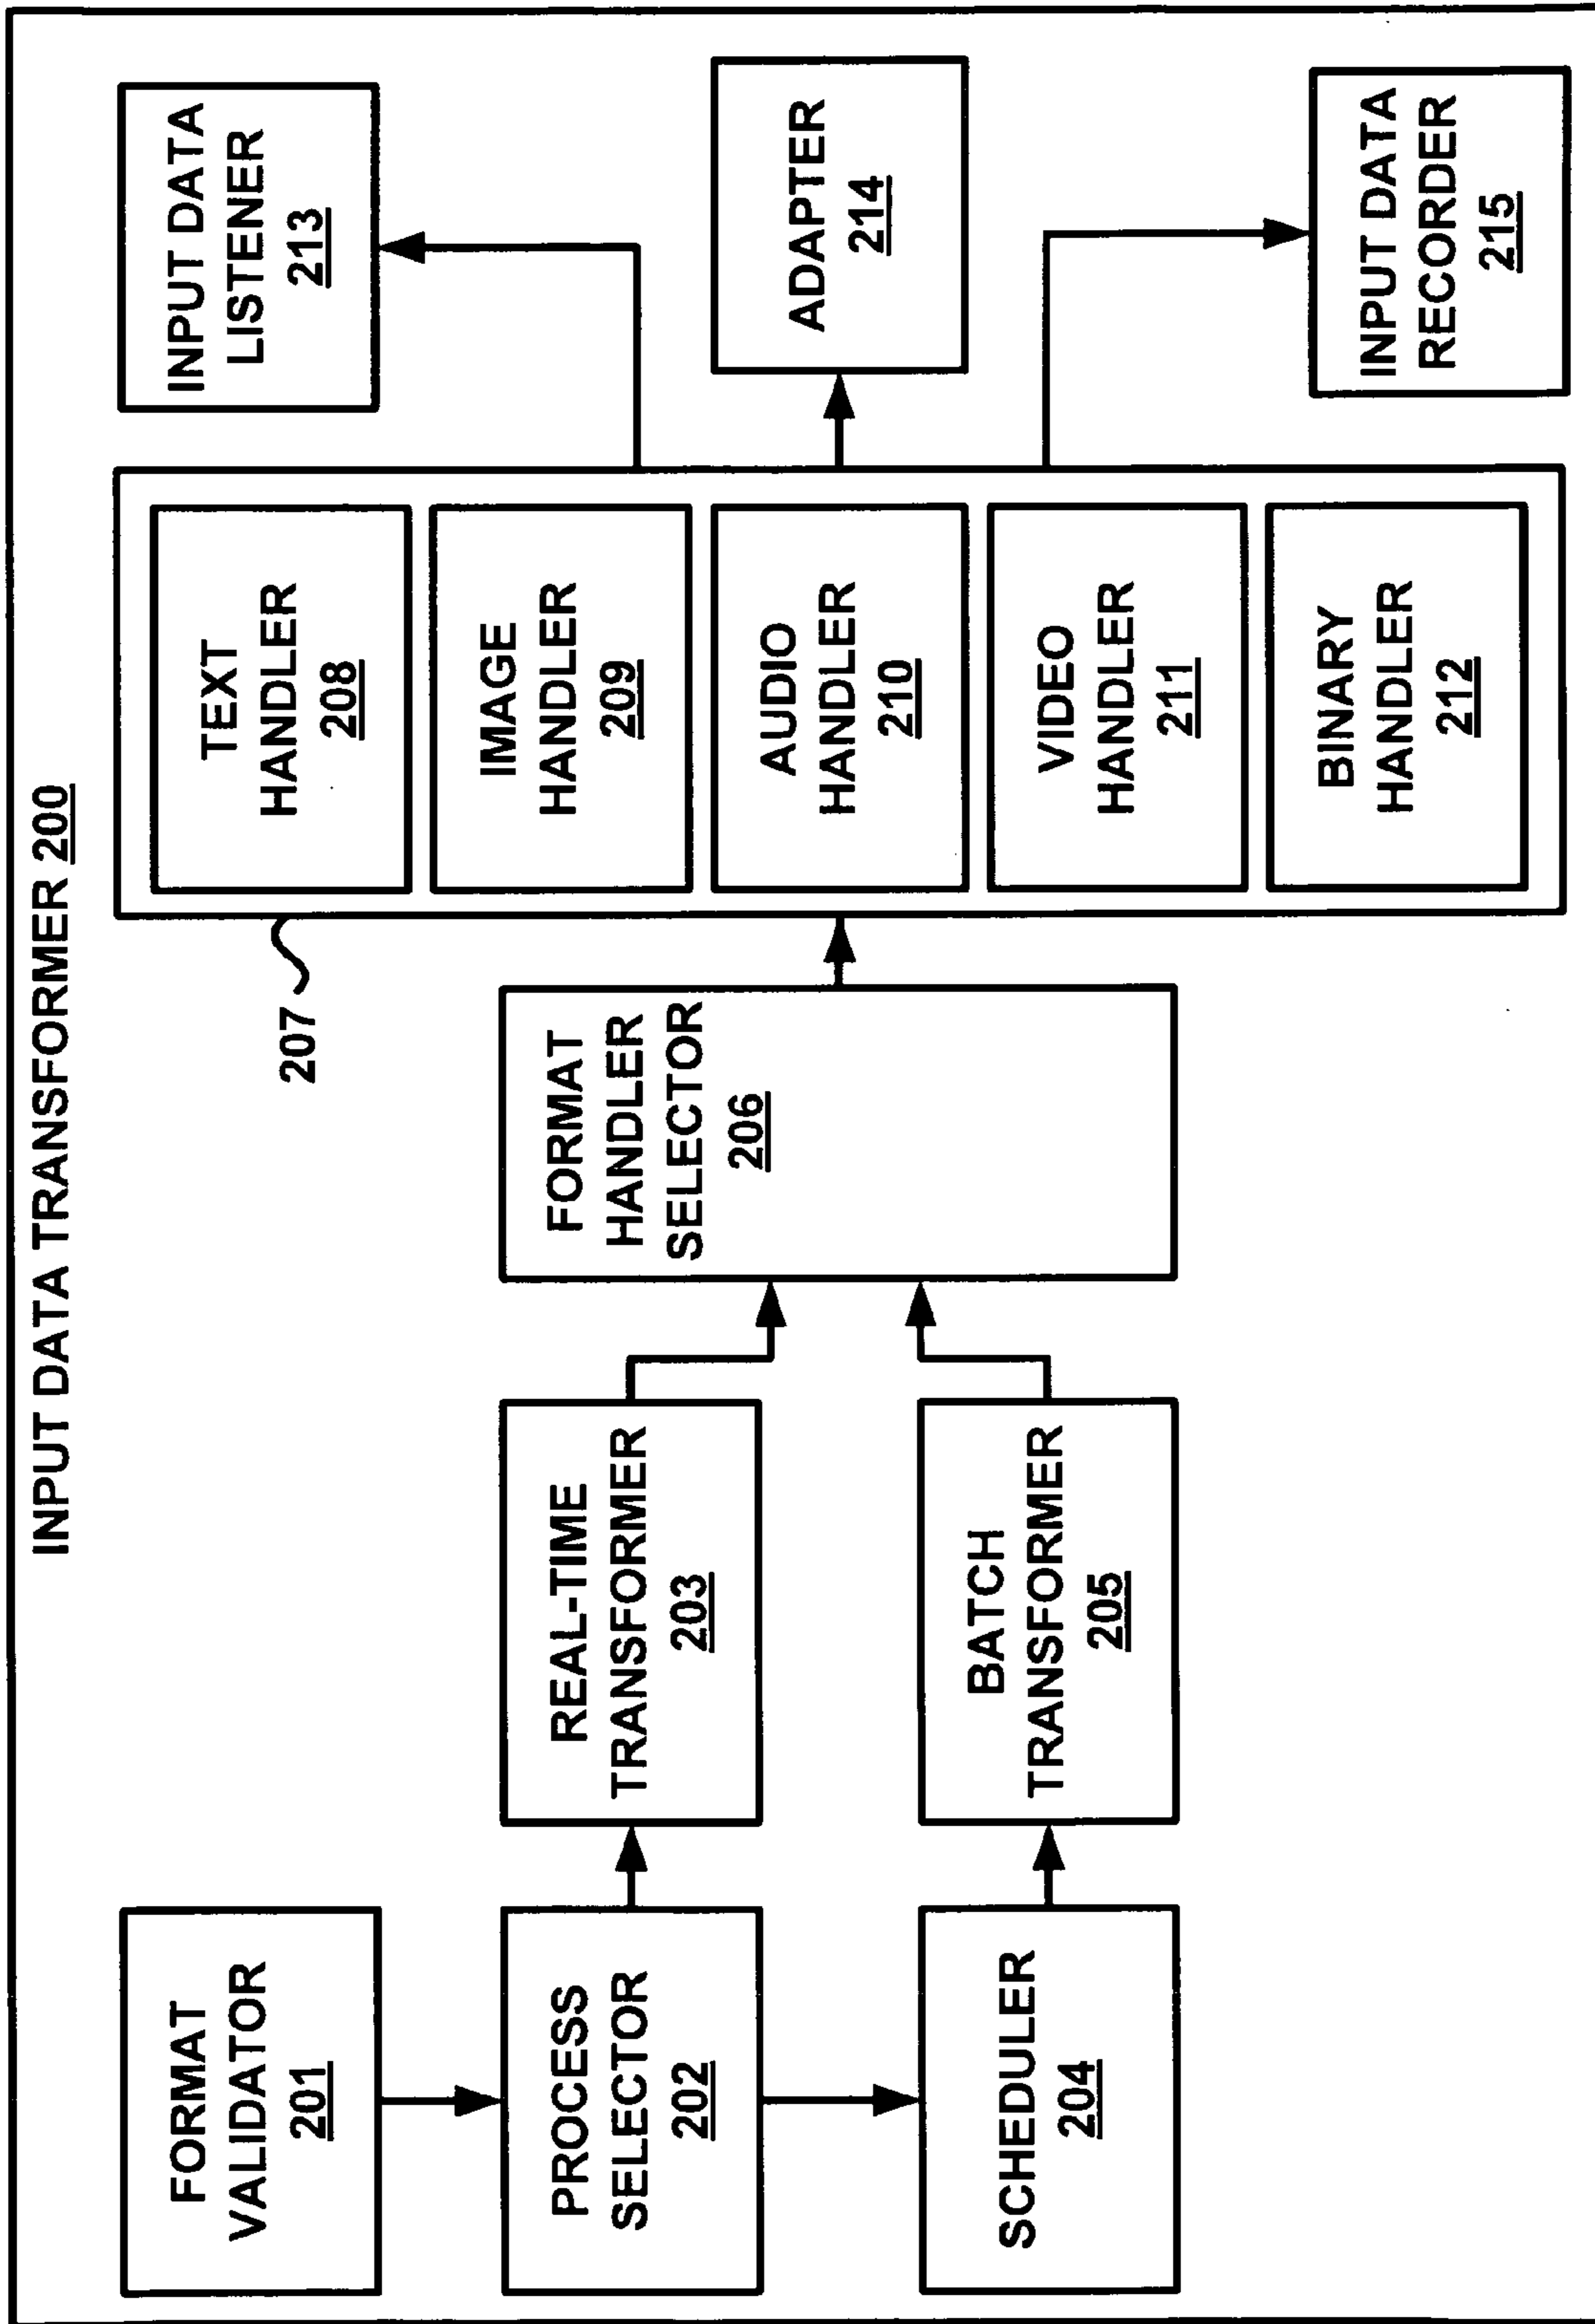 INPUT DATA TRANSFORMER 200
FORMAT
VALIDATOR
201
PROCESS
SELECTOR
202
SCHEDULER
204
REAL-TIME
TRANSFORMER
203
BATCH
TRANSFORMER
205
FORMAT
HANDLER
SELECTOR
206
207
TEXT
HANDLER
208
IMAGE
HANDLER
209
AUDIO
HANDLER
210
VIDEO
HANDLER
211
BINARY
HANDLER
212
INPUT DATA
LISTENER
213
ADAPTER
214
INPUT DATA
RECORDER
215